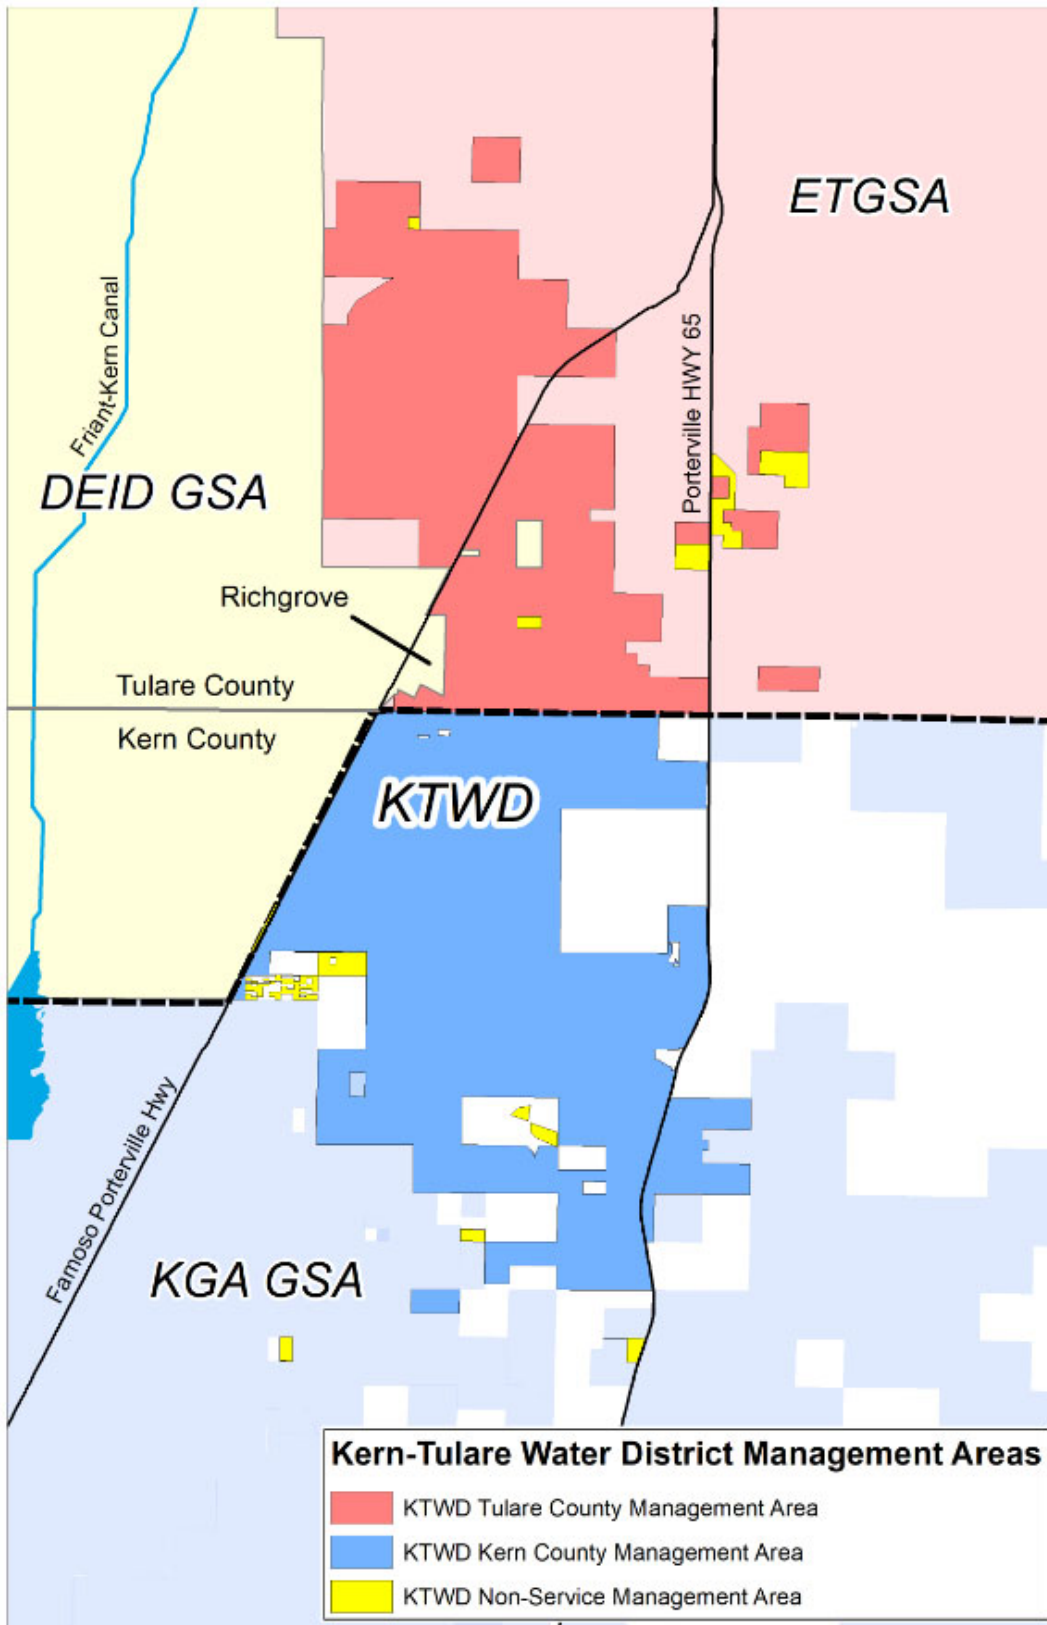 ETGSA
Friant-Kern Canal
Porterville HWY 65
DEID GSA
Richgrove
Tulare County
Kern County
KTWD
Famoso Porterville Hwy
KGA GSA
Kern-Tulare Water District Management Areas
KTWD Tulare County Management Area
KTWD Kern County Management Area
KTWD Non-Service Management Area